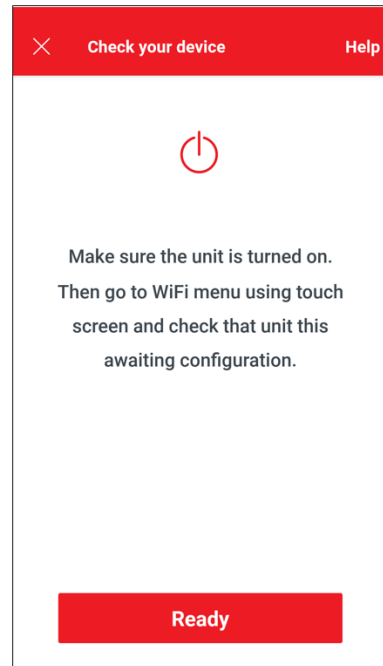 Check your device
Help
Make sure the unit is turned on.
Then go to WiFi menu using touch
screen and check that unit this
awaiting configuration.
Ready